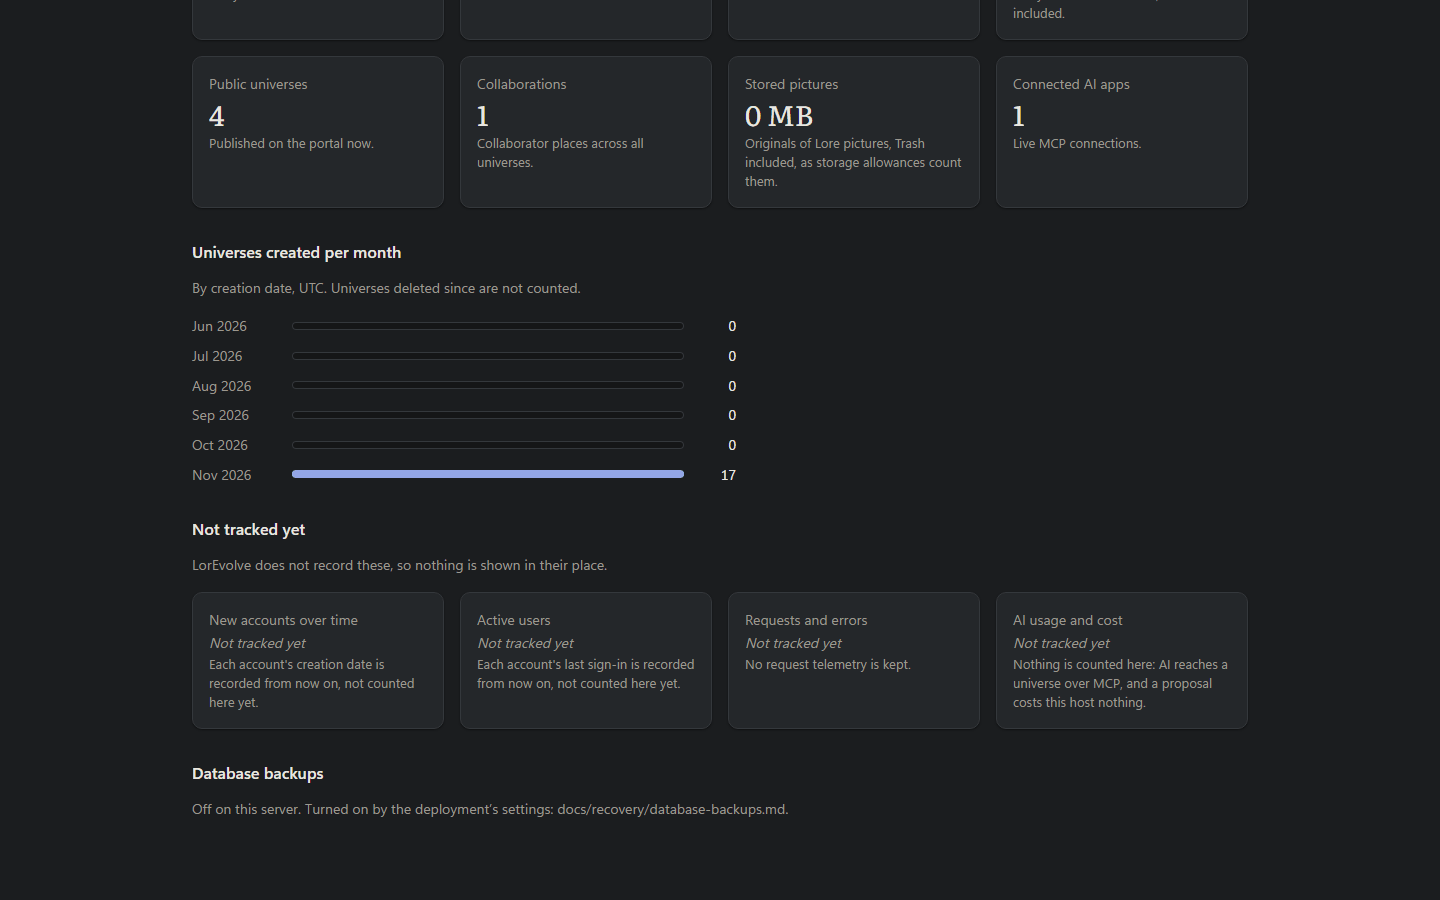 included.
Public universes
4
Published on the portal now.
Collaborations
1
Collaborator places across all
universes.
Stored pictures
0 MB
Originals of Lore pictures, Trash
included, as storage allowances count
them.
Connected AI apps
1
Live MCP connections.
Universes created per month
By creation date, UTC. Universes deleted since are not counted.
Jun 2026 0
Jul 2026 0
Aug 2026 0
Sep 2026 0
Oct 2026 0
Nov 2026 17
Not tracked yet
LorEvolve does not record these, so nothing is shown in their place.
New accounts over time
Not tracked yet
Each account's creation date is
recorded from now on, not counted
here yet.
Active users
Not tracked yet
Each account's last sign-in is recorded
from now on, not counted here yet.
Requests and errors
Not tracked yet
No request telemetry is kept.
AI usage and cost
Not tracked yet
Nothing is counted here: AI reaches a
universe over MCP, and a proposal
costs this host nothing.
Database backups
Off on this server. Turned on by the deployment's settings: docs/recovery/database-backups.md.